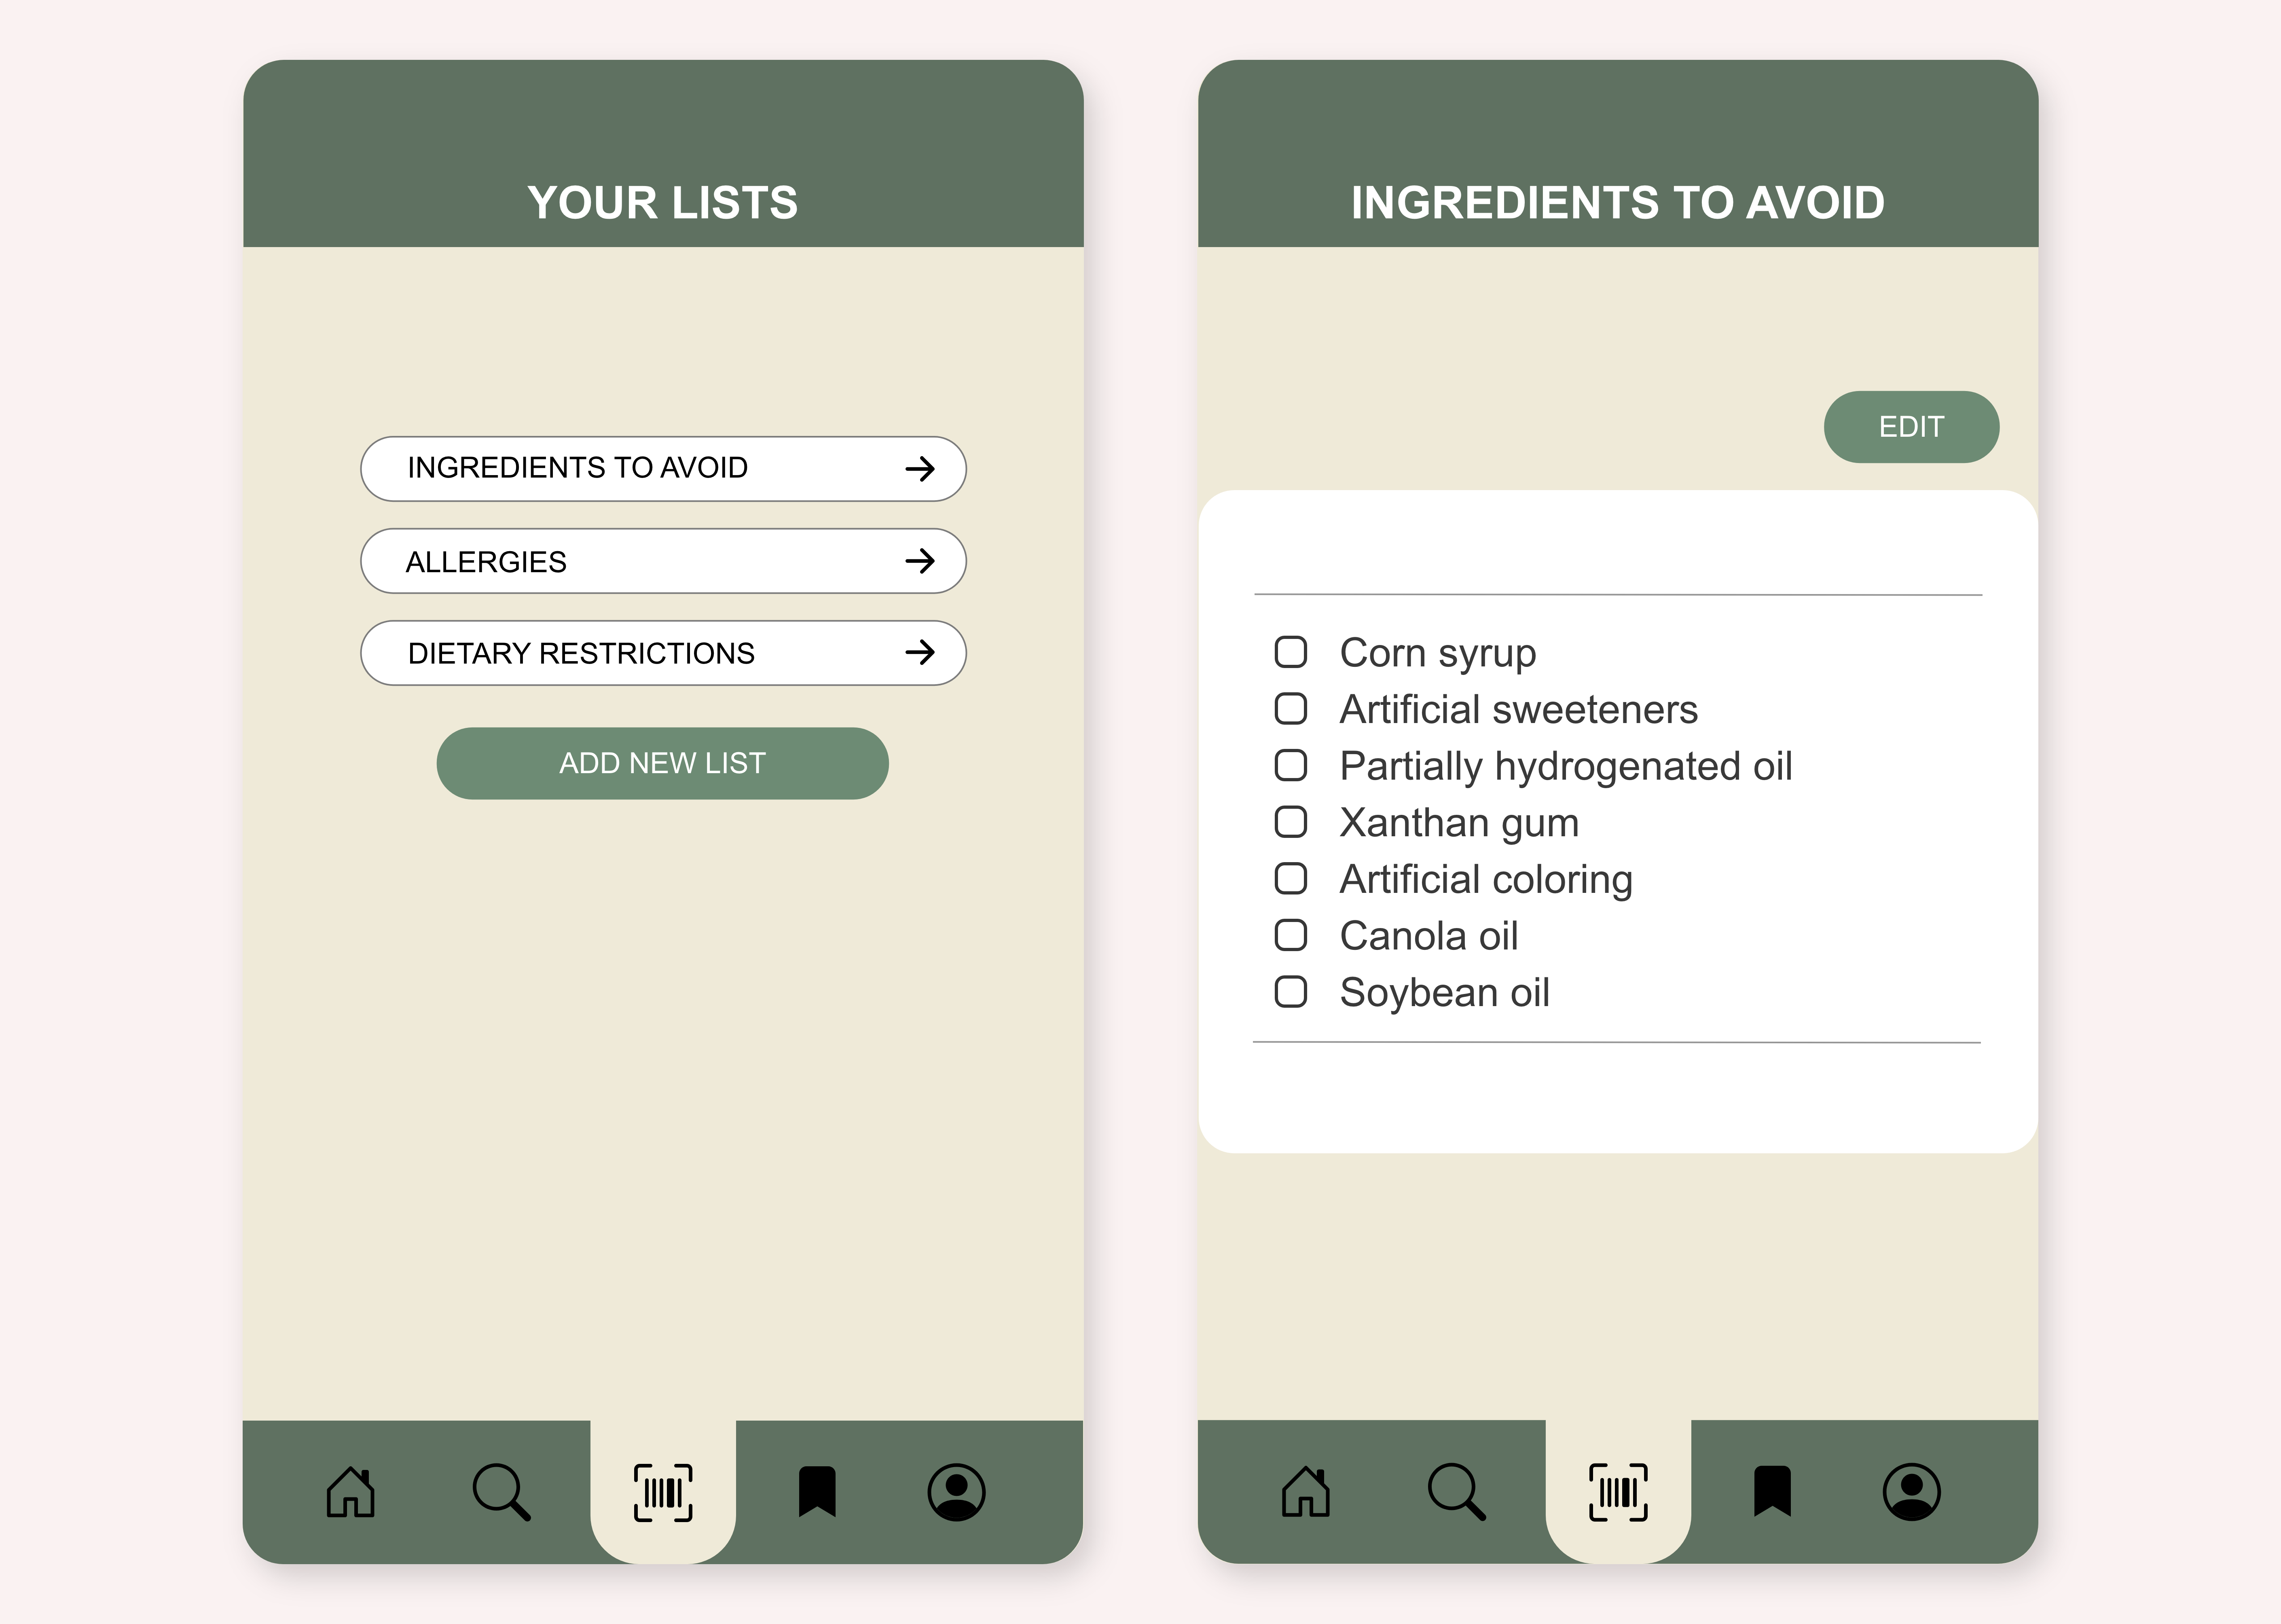 YOUR LISTS
INGREDIENTS TO AVOID
ALLERGIES
DIETARY RESTRICTIONS
ADD NEW LIST
INGREDIENTS TO AVOID
EDIT
Corn syrup
Artificial sweeteners
Partially hydrogenated oil
Xanthan gum
Artificial coloring
Canola oil
Soybean oil